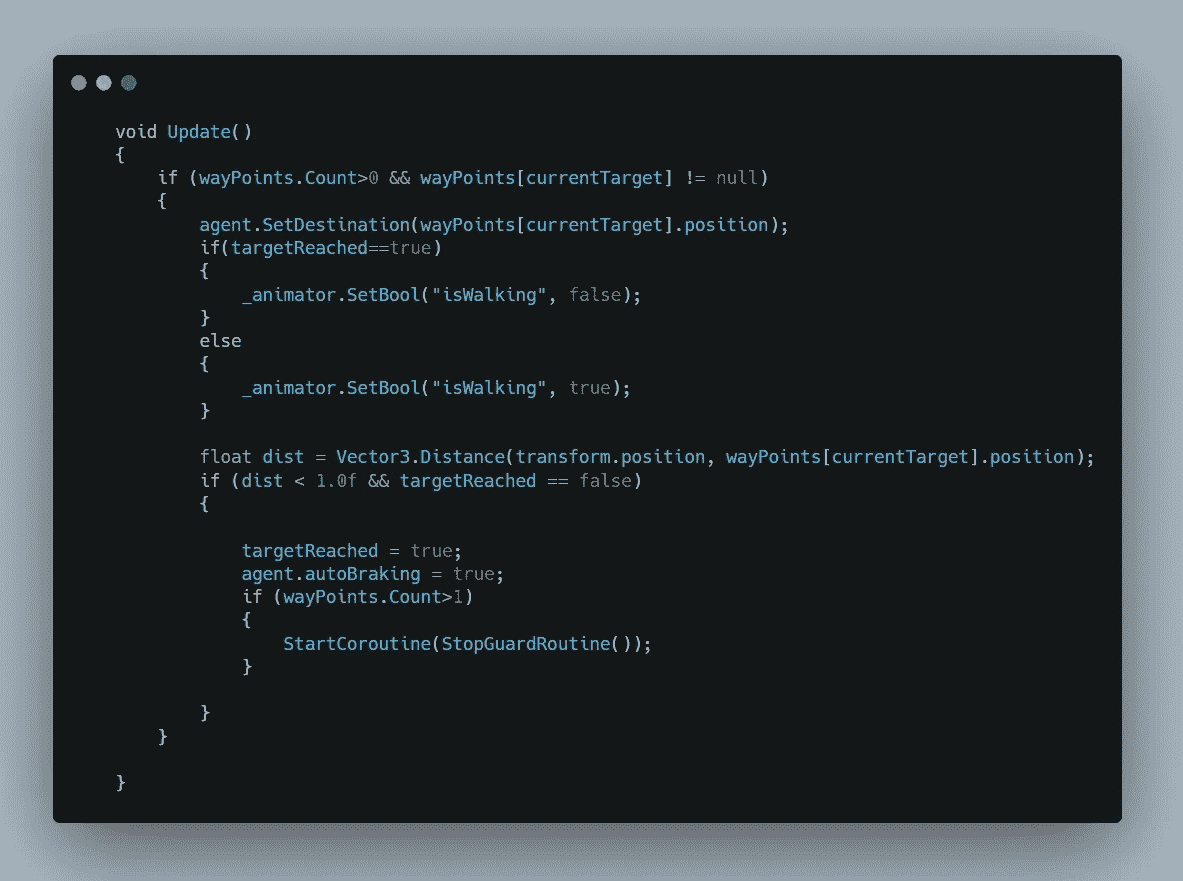 void Update()
{
if (wayPoints.Count>0 && wayPoints[currentTarget] != null)
{
agent.SetDestination(wayPoints[currentTarget].position);
if(targetReached==true)
{
_animator.SetBool("isWalking", false);
}
else
{
_animator.SetBool("isWalking", true);
}
float dist = Vector3.Distance(transform.position, wayPoints[currentTarget].position);
if (dist < 1.0f && targetReached == false)
{
targetReached = true;
agent.autoBraking = true;
if (wayPoints.Count>1)
{
StartCoroutine(StopGuardRoutine());
}
}
}
}